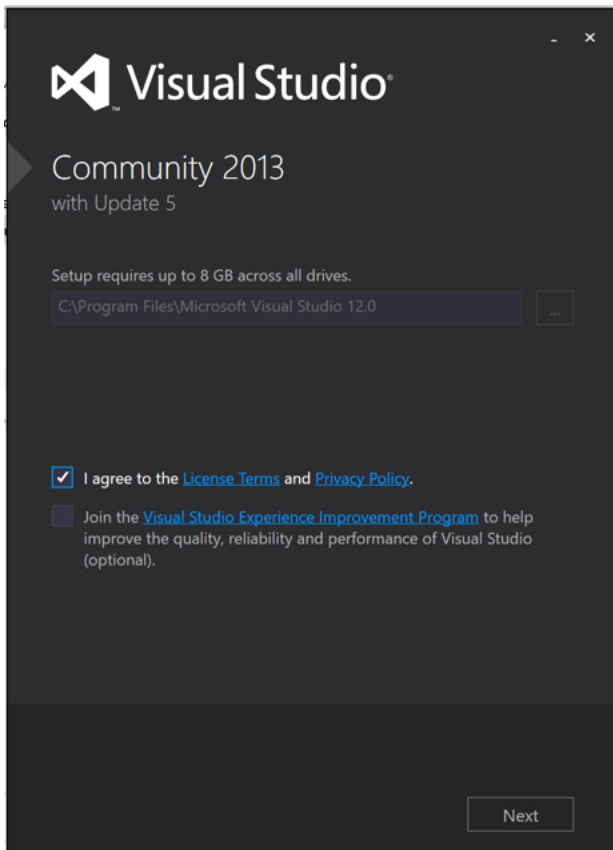 Visual Studio®
™
Community 2013
with Update 5
Setup requires up to 8 GB across all drives.
C:\Program Files\Microsoft Visual Studio 12.0
...
I agree to the License Terms and Privacy Policy.
Join the Visual Studio Experience Improvement Program to help
improve the quality, reliability and performance of Visual Studio
(optional).
Next